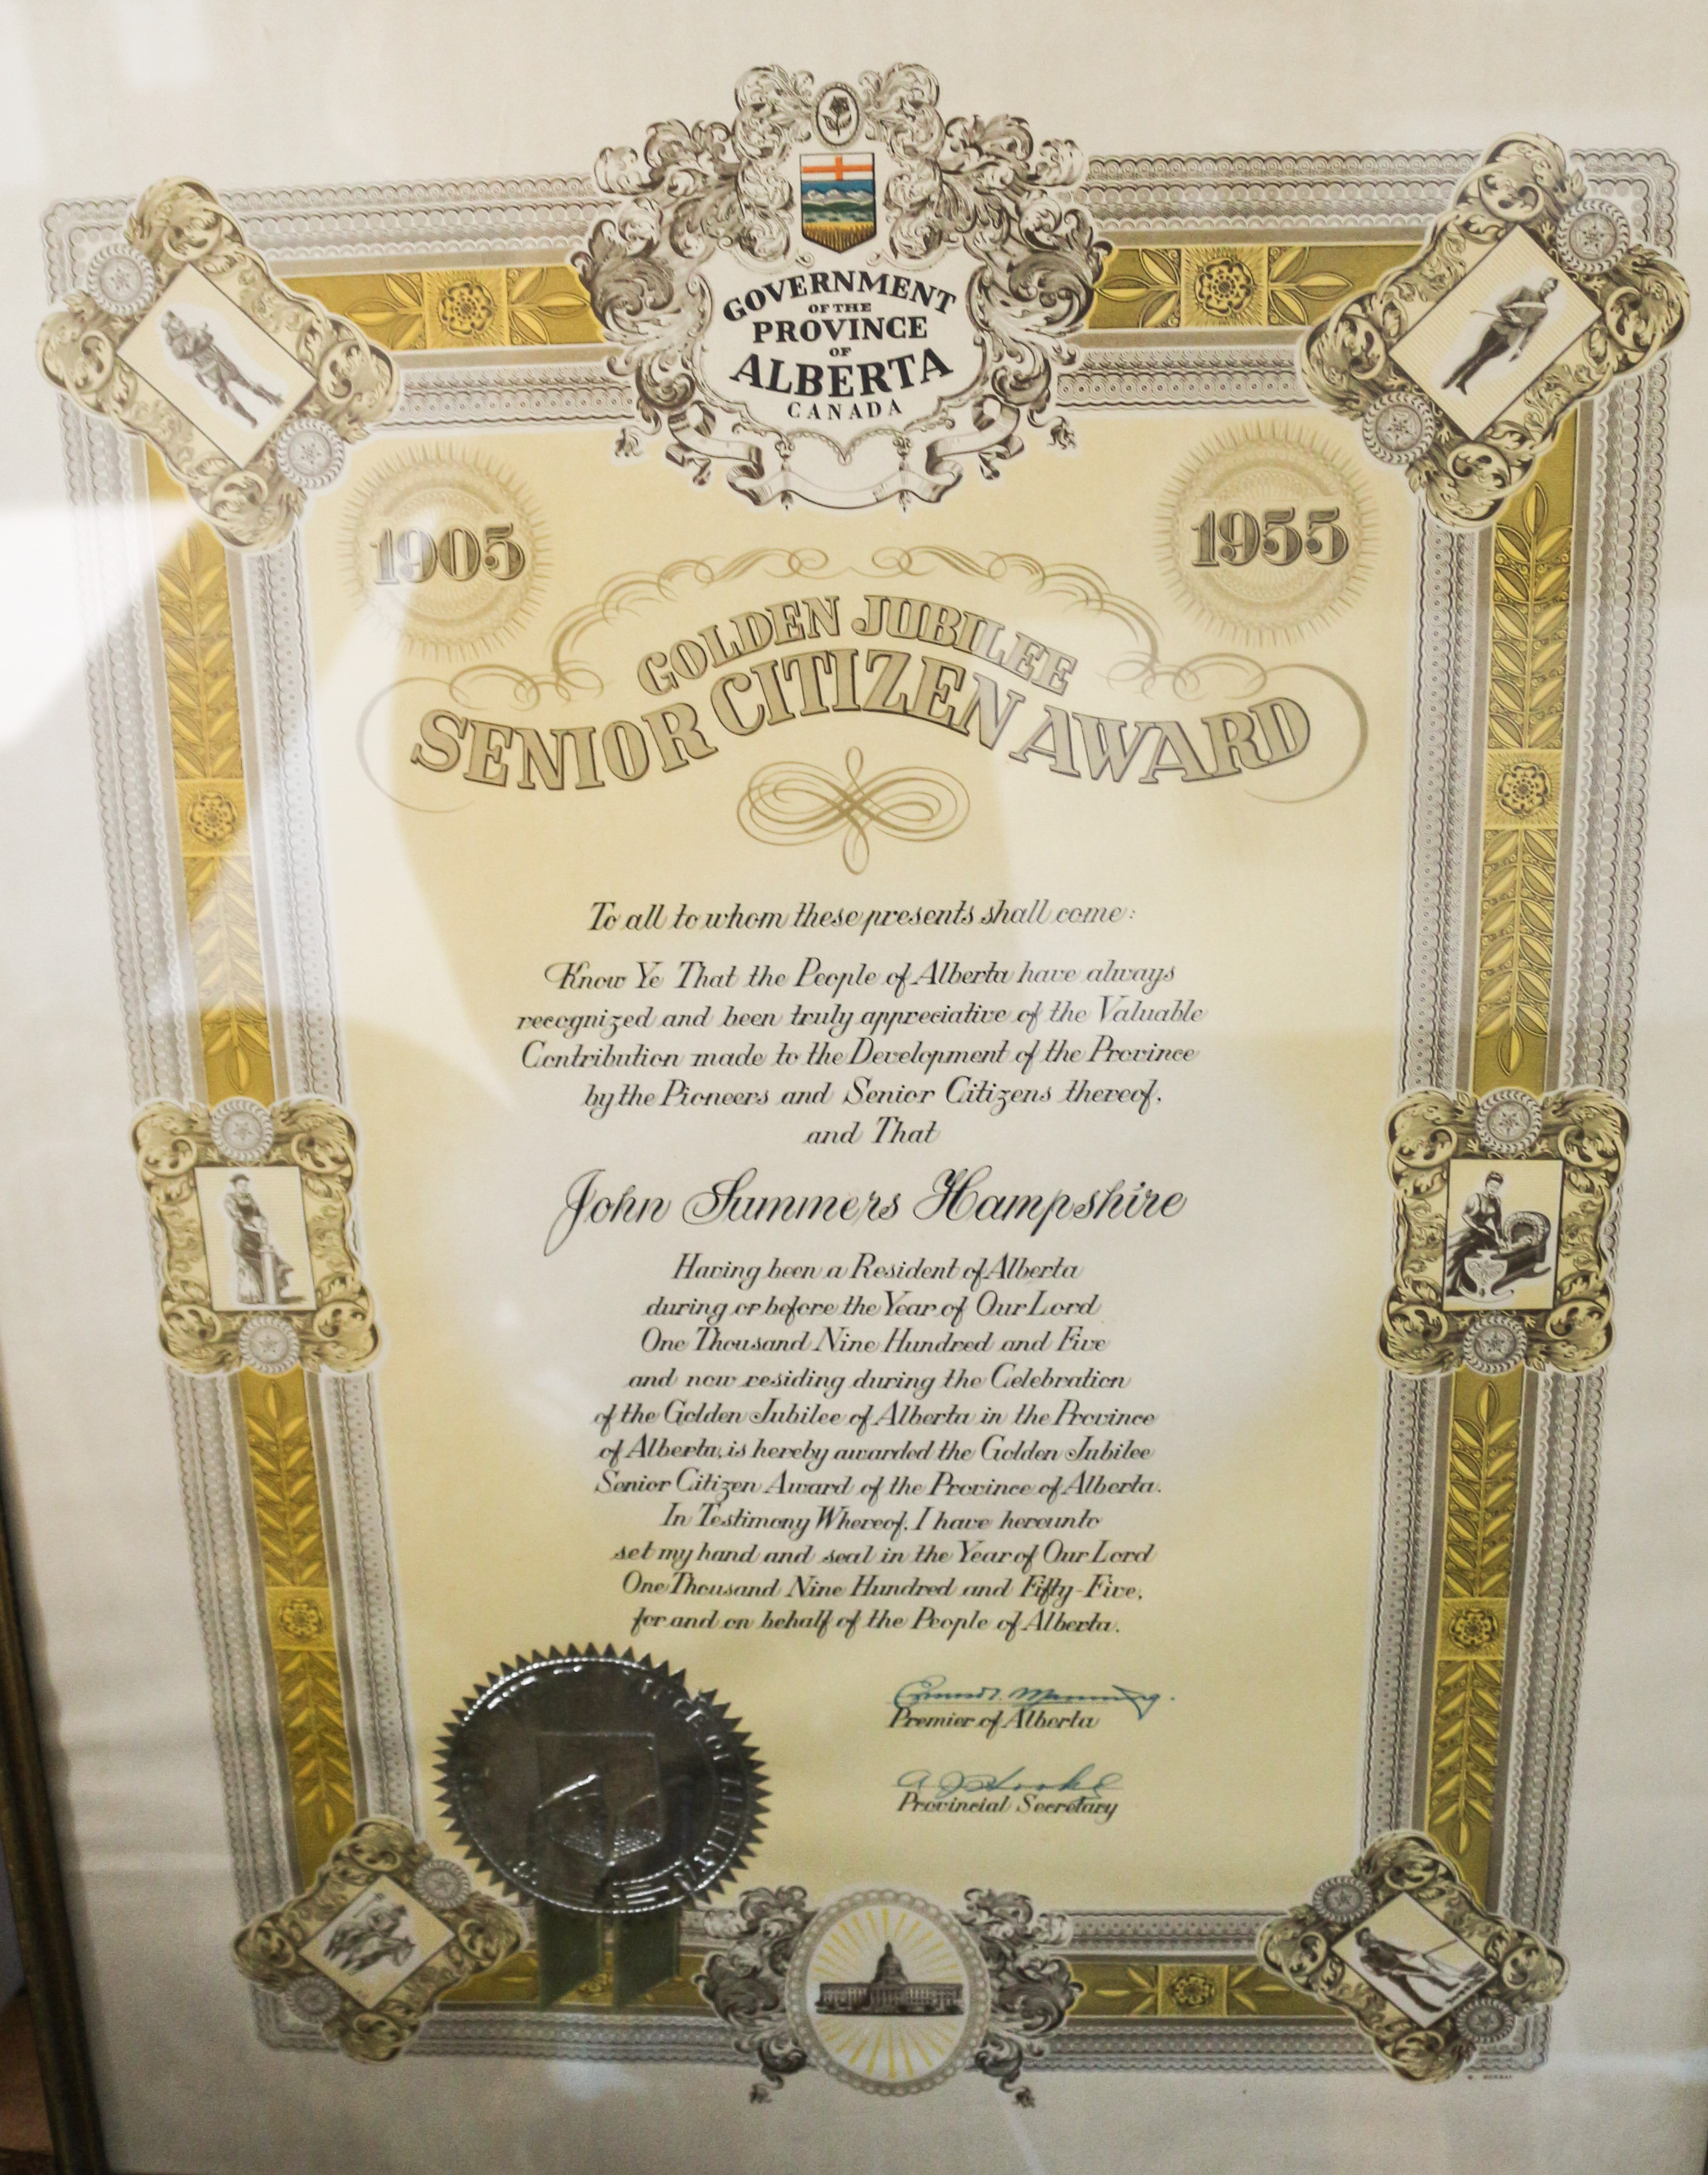 GOVERNMENT
OF THE
PROVINCE
OF
ALBERTA
CANADA
1905
1955
GOLDEN JUBILEE
SENIOR CITIZEN AWARD
To all to whom these presents shall come:
Know Ye That the People of Alberta have always
recognized and been truly appreciative of the Valuable
Contribution made to the Development of the Province
by the Pioneers and Senior Citizens thereof,
and That
John Summers Hampshire
Having been a Resident of Alberta
during or before the Year of Our Lord
One Thousand Nine Hundred and Five
and now residing during the Celebration
of the Golden Jubilee of Alberta in the Province
of Alberta, is hereby awarded the Golden Jubilee
Senior Citizen Award of the Province of Alberta.
In Testimony Whereof, I have hereunto
set my hand and seal in the Year of Our Lord
One Thousand Nine Hundred and Fifty-Five,
for and on behalf of the People of Alberta.
Ernest C. Manning.
Premier of Alberta
A J Hooke
Provincial Secretary